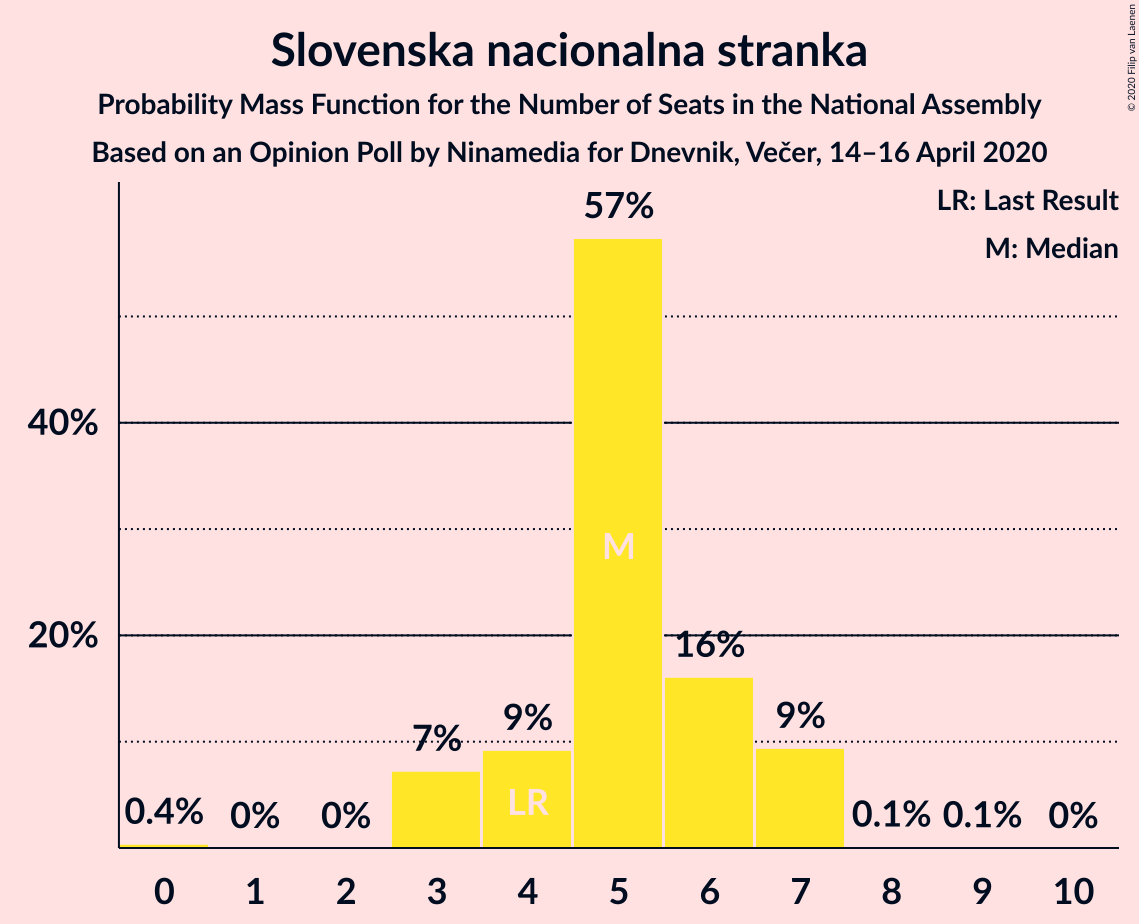 Slovenska nacionalna stranka
Probability Mass Function for the Number of Seats in the National Assembly
Based on an Opinion Poll by Ninamedia for Dnevnik, Večer, 14–16 April 2020
© 2020 Filip van Laenen
LR: Last Result
M: Median
57%
40%
M
20%
16%
7%
9%
LR
9%
0.4%
0%
0%
0.1%
0.1%
0%
0 1 2 3 4 5 6 7 8 9 10